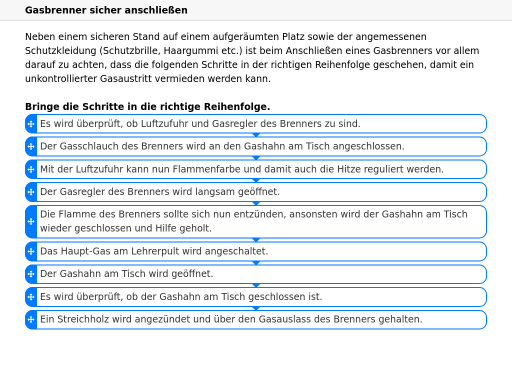 Gasbrenner sicher anschließen
Neben einem sicheren Stand auf einem aufgeräumten Platz sowie der angemessenen
Schutzkleidung (Schutzbrille, Haargummi etc.) ist beim Anschließen eines Gasbrenners vor allem
darauf zu achten, dass die folgenden Schritte in der richtigen Reihenfolge geschehen, damit ein
unkontrollierter Gasaustritt vermieden werden kann.
Bringe die Schritte in die richtige Reihenfolge.
Es wird überprüft, ob Luftzufuhr und Gasregler des Brenners zu sind.
Der Gasschlauch des Brenners wird an den Gashahn am Tisch angeschlossen.
Mit der Luftzufuhr kann nun Flammenfarbe und damit auch die Hitze reguliert werden.
Der Gasregler des Brenners wird langsam geöffnet.
Die Flamme des Brenners sollte sich nun entzünden, ansonsten wird der Gashahn am Tisch
wieder geschlossen und Hilfe geholt.
Das Haupt-Gas am Lehrerpult wird angeschaltet.
Der Gashahn am Tisch wird geöffnet.
Es wird überprüft, ob der Gashahn am Tisch geschlossen ist.
Ein Streichholz wird angezündet und über den Gasauslass des Brenners gehalten.